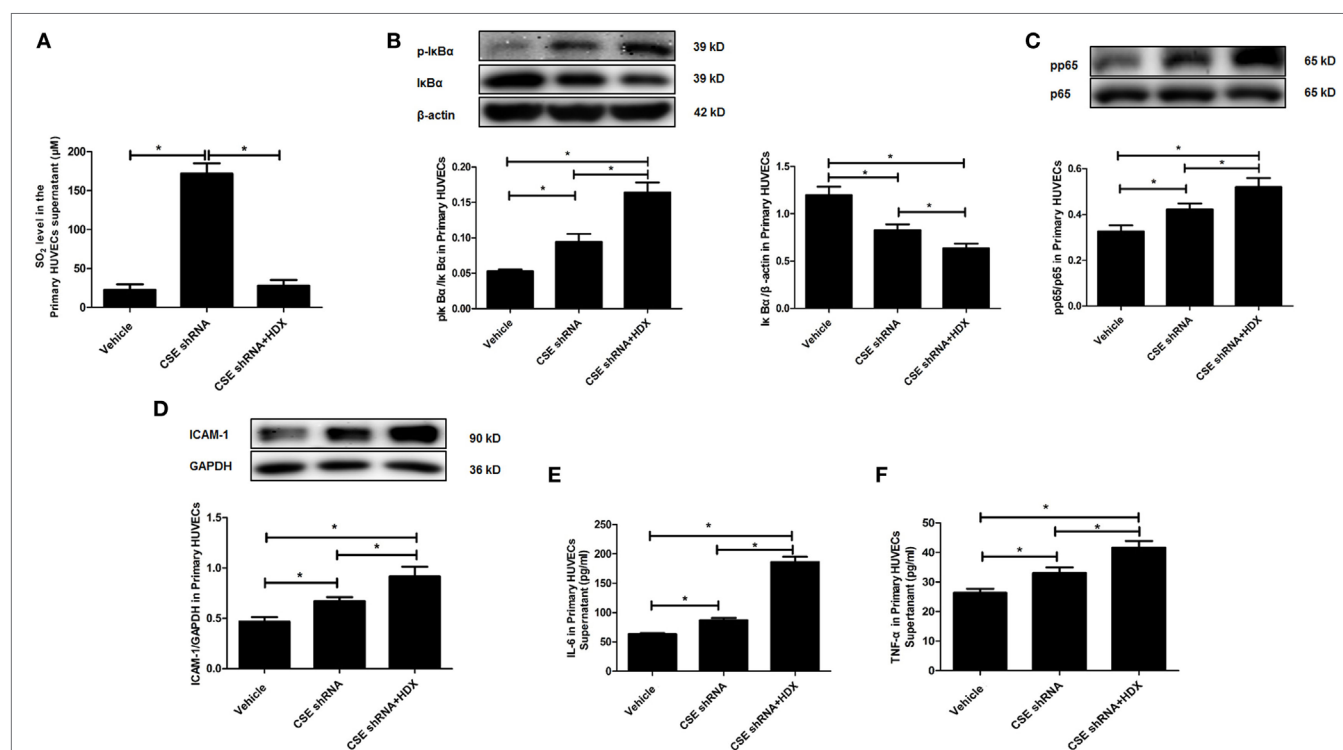 A
SO2 level in the
Primary HUVECs supernatant (μM)
200
150
100
50
0
*
*
Vehicle
CSE shRNA
CSE shRNA+HDX
B
p-IκBα
39 kD
IκBα
39 kD
β-actin
42 kD
pIκ Bα/Iκ Bα in Primary HUVECs
0.20
0.15
0.10
0.05
0.00
*
*
*
Vehicle
CSE shRNA
CSE shRNA+HDX
Iκ Bα/β -actin in Primary HUVECs
1.5
1.0
0.5
0.0
*
*
*
Vehicle
CSE shRNA
CSE shRNA+HDX
C
pp65
65 kD
p65
65 kD
pp65/p65 in Primary HUVECs
0.6
0.4
0.2
0.0
*
*
*
Vehicle
CSE shRNA
CSE shRNA+HDX
D
ICAM-1
90 kD
GAPDH
36 kD
ICAM-1/GAPDH in Primary HUVECs
1.5
1.0
0.5
0.0
*
*
*
Vehicle
CSE shRNA
CSE shRNA+HDX
E
IL-6 in Primary HUVECs
Supernatant (pg/ml)
250
200
150
100
50
0
*
*
*
Vehicle
CSE shRNA
CSE shRNA+HDX
F
TNF-α in Primary HUVECs
Supertanant (pg/ml)
50
40
30
20
10
0
*
*
*
Vehicle
CSE shRNA
CSE shRNA+HDX